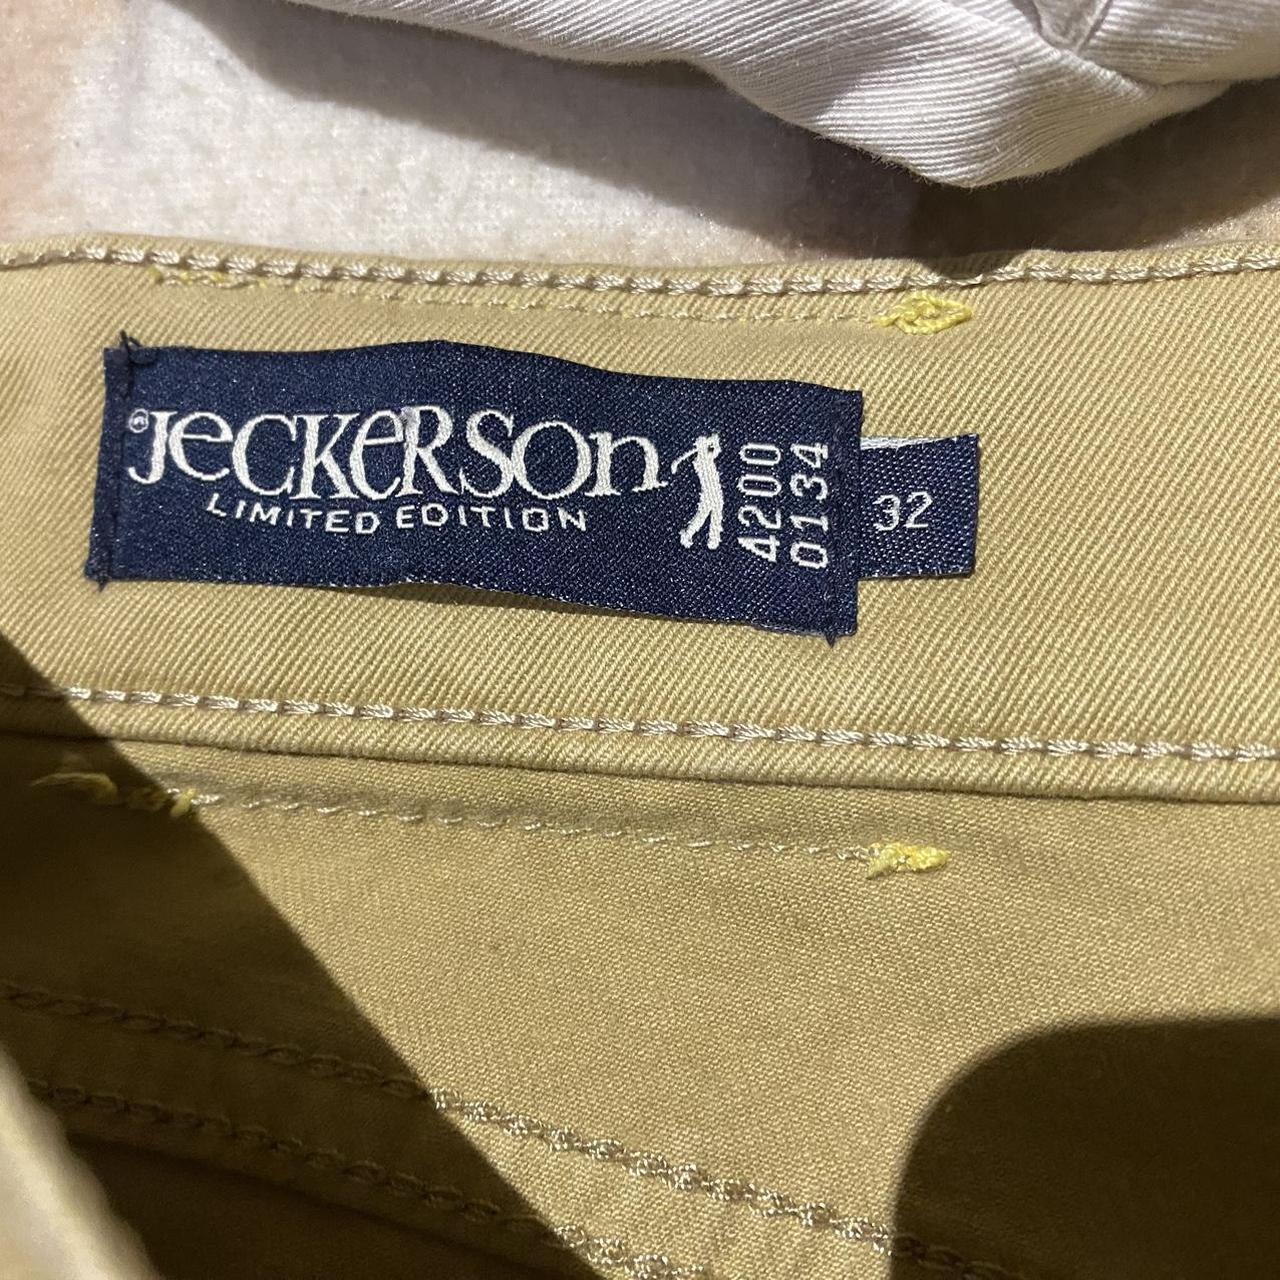 ® JeCKeRSOn
LIMITED EDITION
4200
0134
32